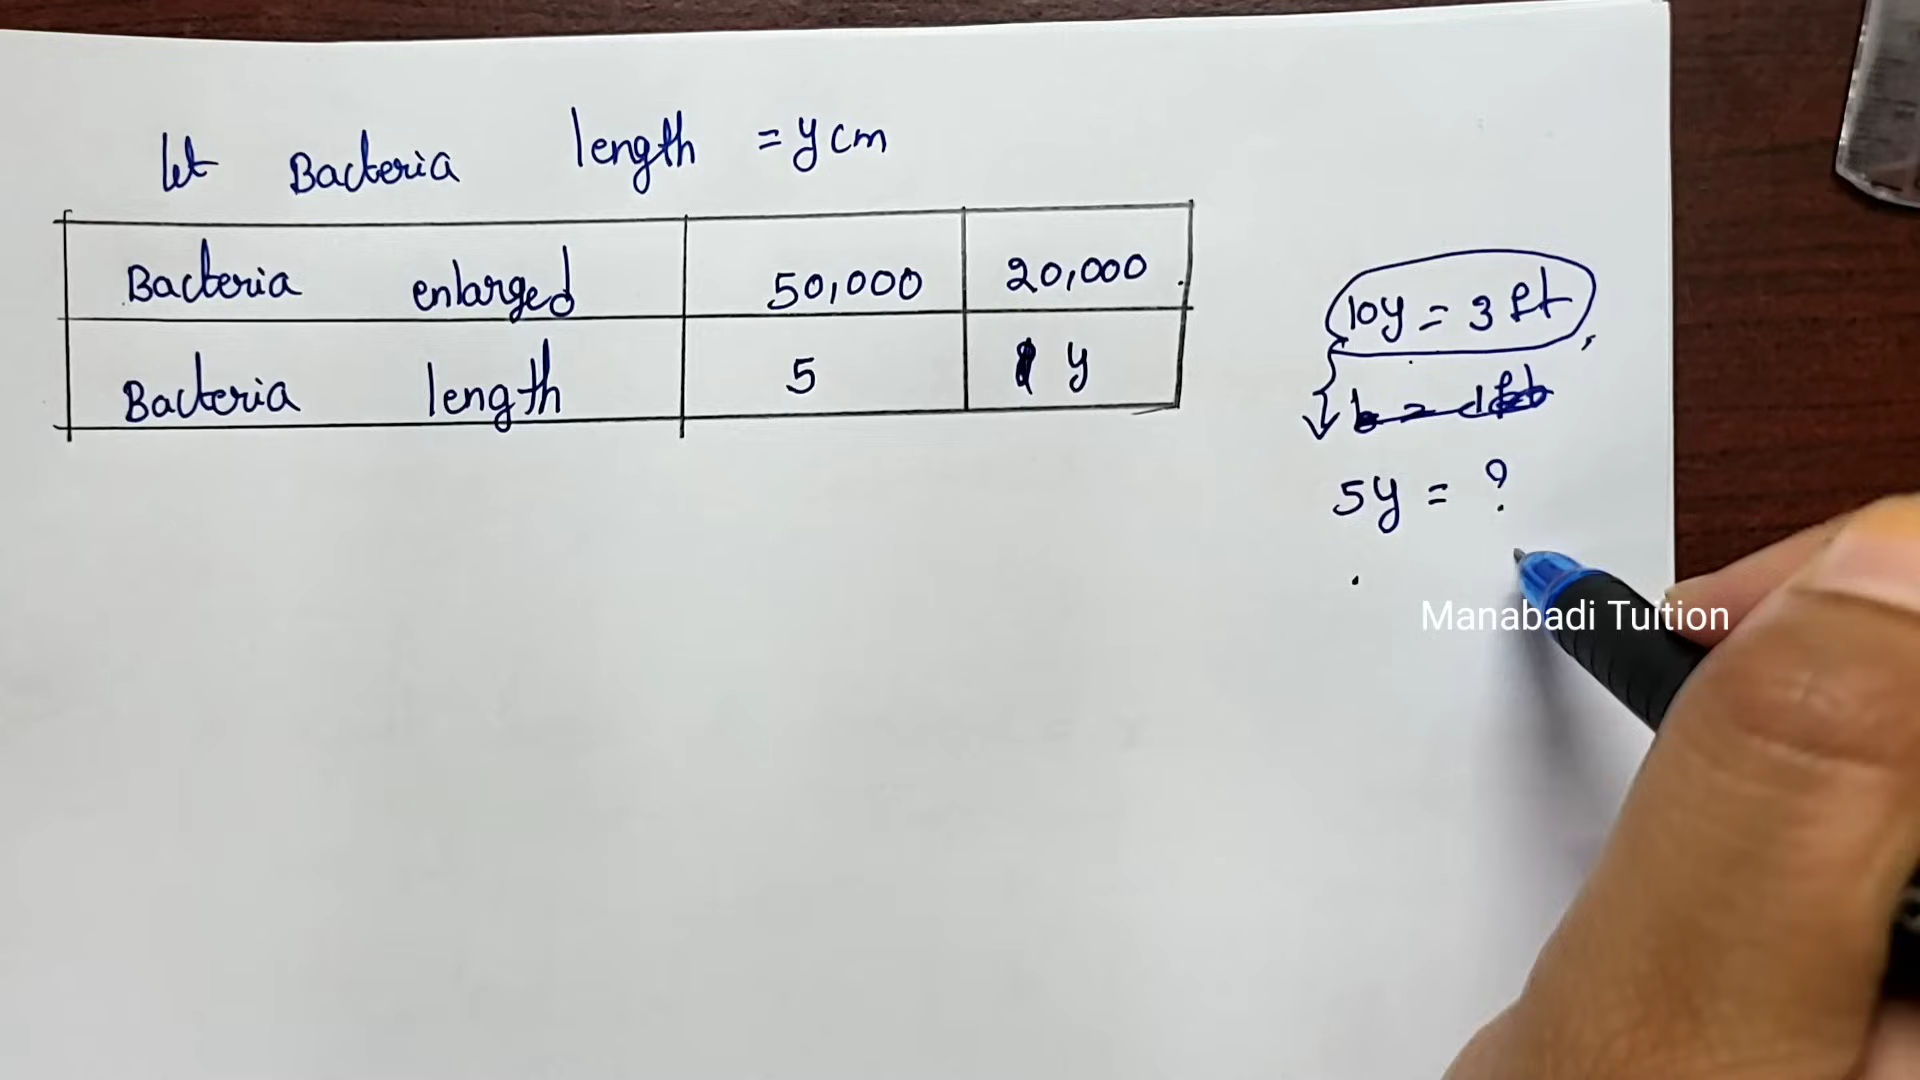 let Bacteria length = y cm
Bacteria enlarged 50,000 20,000
Bacteria length 5 y
10y = 3 ft
5y = ?
Manabadi Tuition